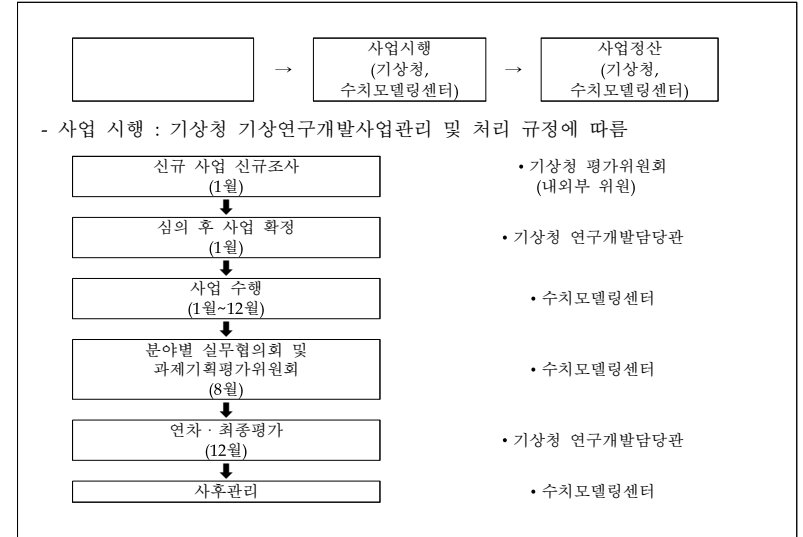 →
사업시행
(기상청,
수치모델링센터)
→
사업정산
(기상청,
수치모델링센터)
- 사업 시행 : 기상청 기상연구개발사업관리 및 처리 규정에 따름
신규 사업 신규조사
(1월)
• 기상청 평가위원회
(내외부 위원)
심의 후 사업 확정
(1월)
• 기상청 연구개발담당관
사업 수행
(1월~12월)
• 수치모델링센터
분야별 실무협의회 및
과제기획평가위원회
(8월)
• 수치모델링센터
연차 · 최종평가
(12월)
• 기상청 연구개발담당관
사후관리
• 수치모델링센터